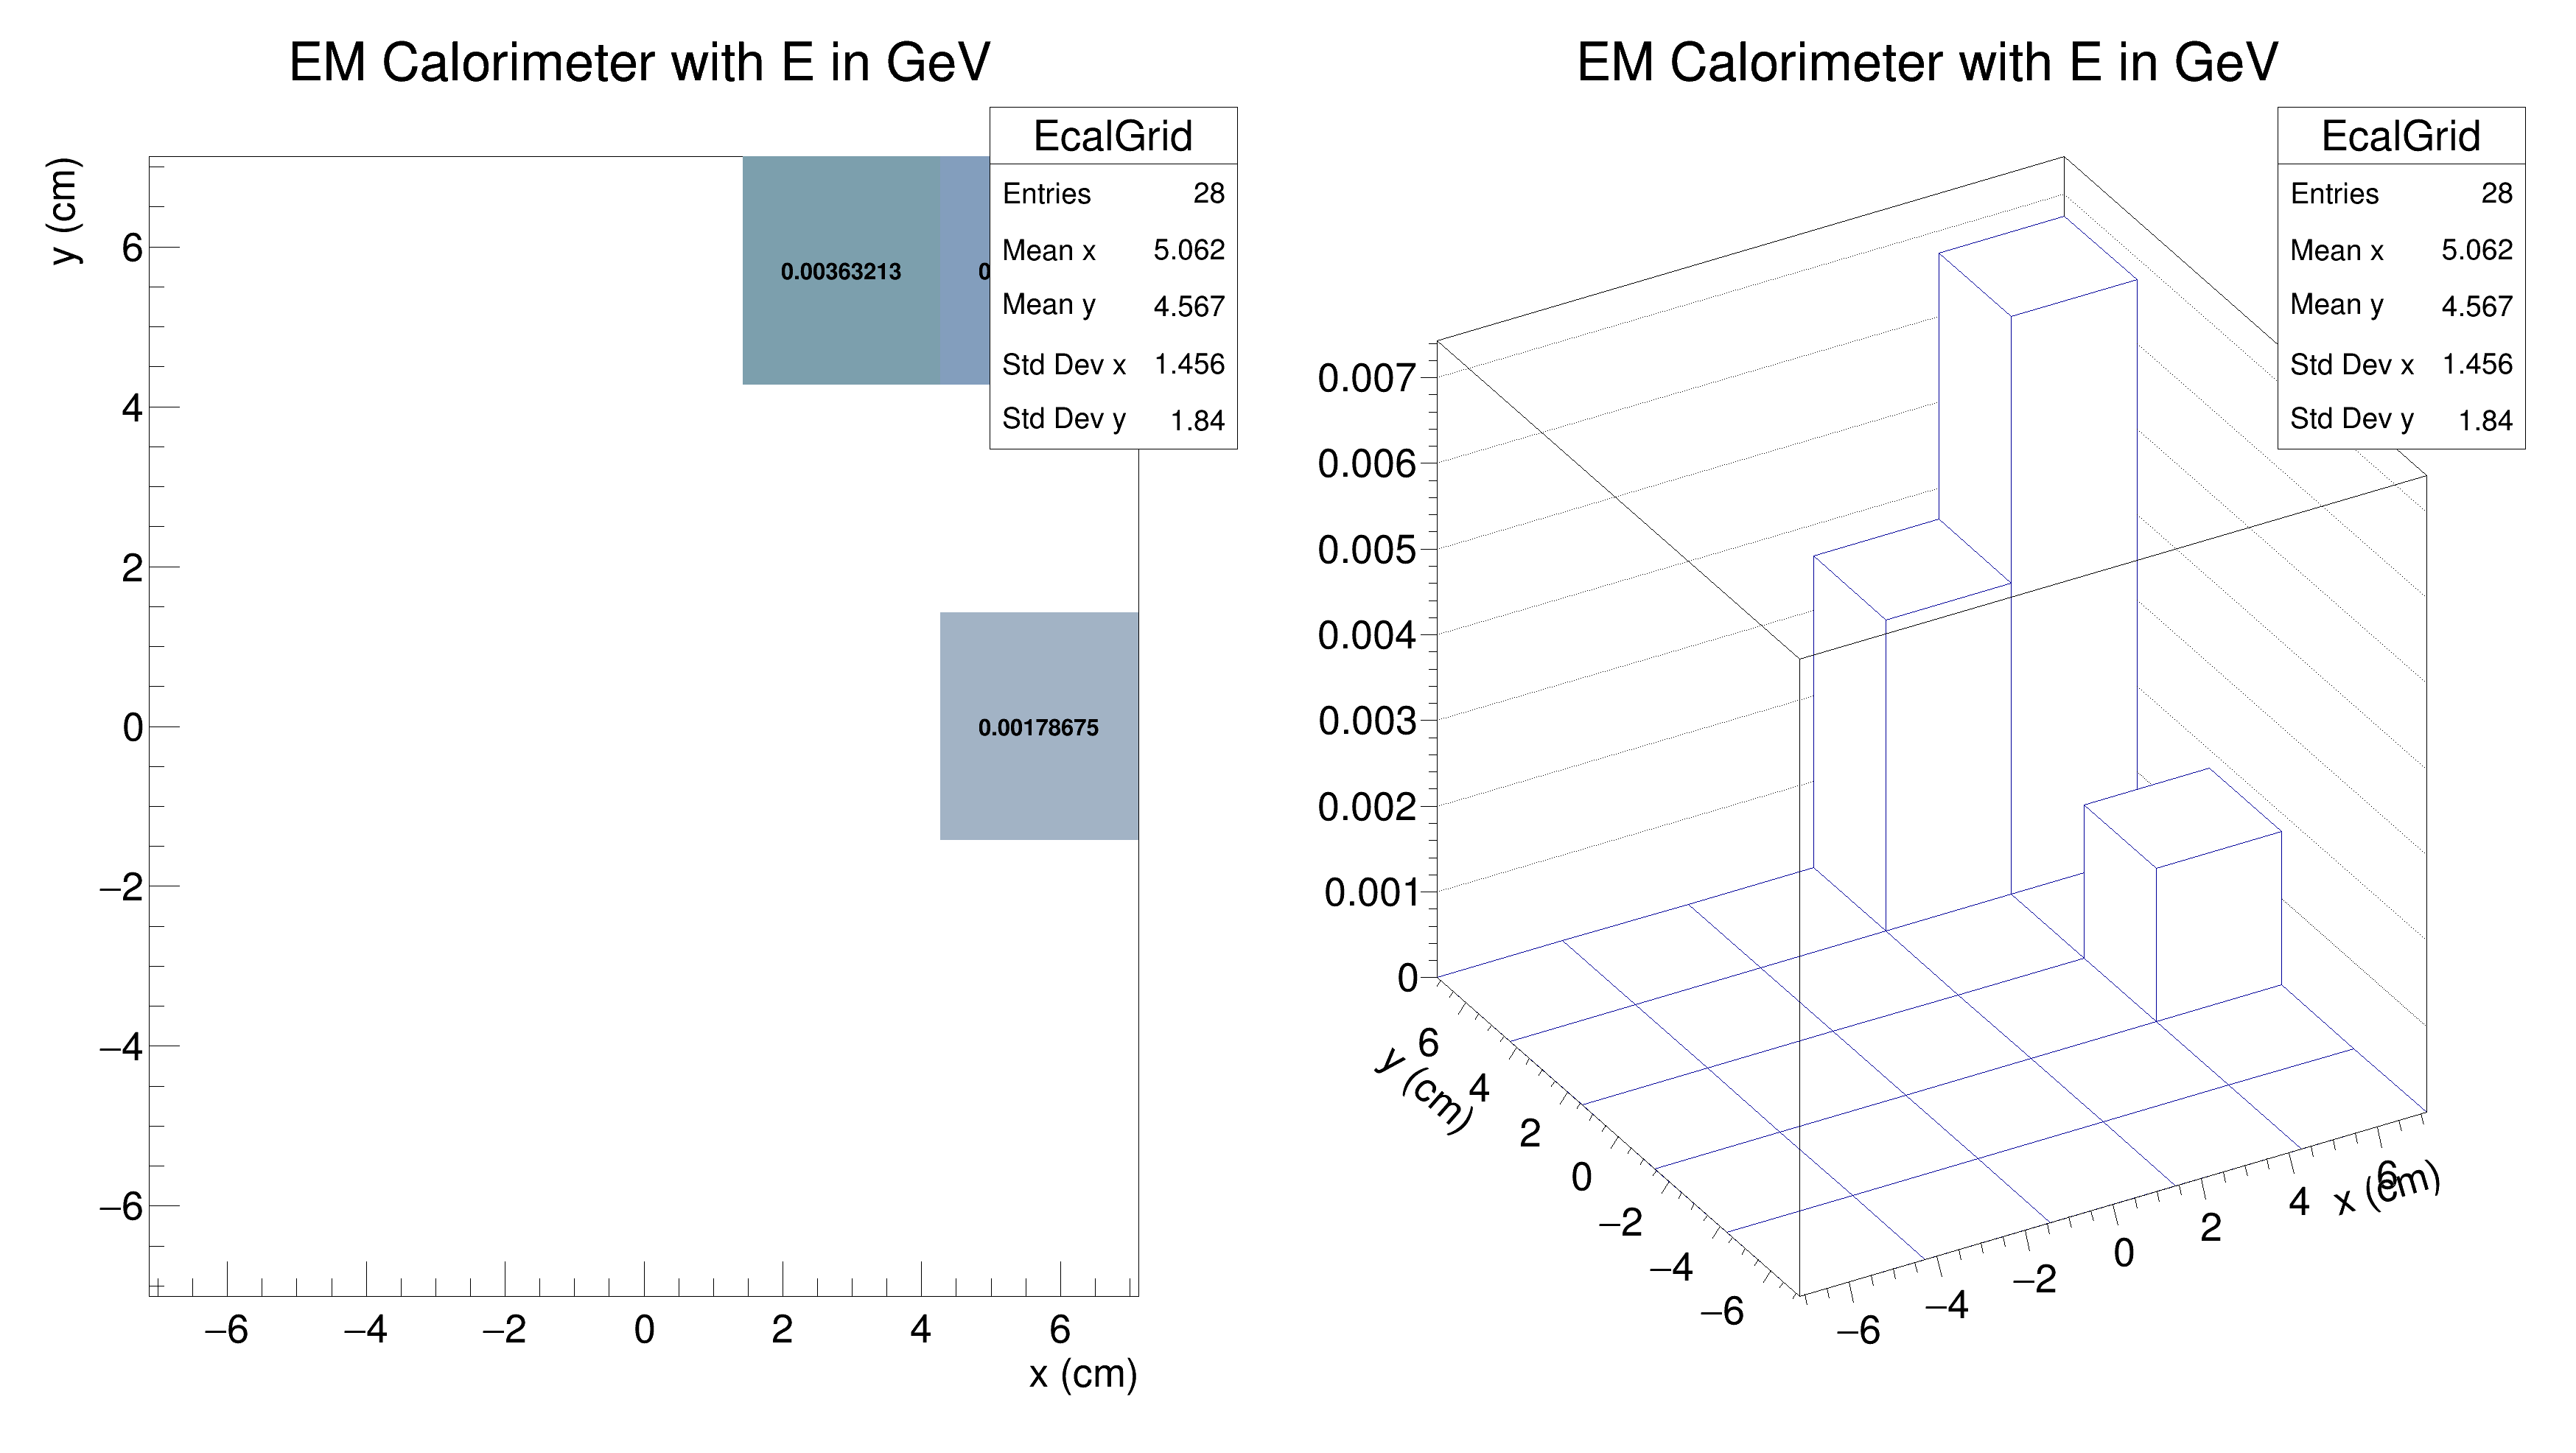 EM Calorimeter with E in GeV
EcalGrid
Entries 28
Mean x 5.062
Mean y 4.567
Std Dev x 1.456
Std Dev y 1.84
y (cm)
6
4
2
0
−2
−4
−6
0.00363213
0
0.00178675
−6 −4 −2 0 2 4 6
x (cm)
EM Calorimeter with E in GeV
EcalGrid
Entries 28
Mean x 5.062
Mean y 4.567
Std Dev x 1.456
Std Dev y 1.84
0.007
0.006
0.005
0.004
0.003
0.002
0.001
0
y (cm)
6
4
2
0
−2
−4
−6
−6 −4 −2 0 2 4 6
x (cm)